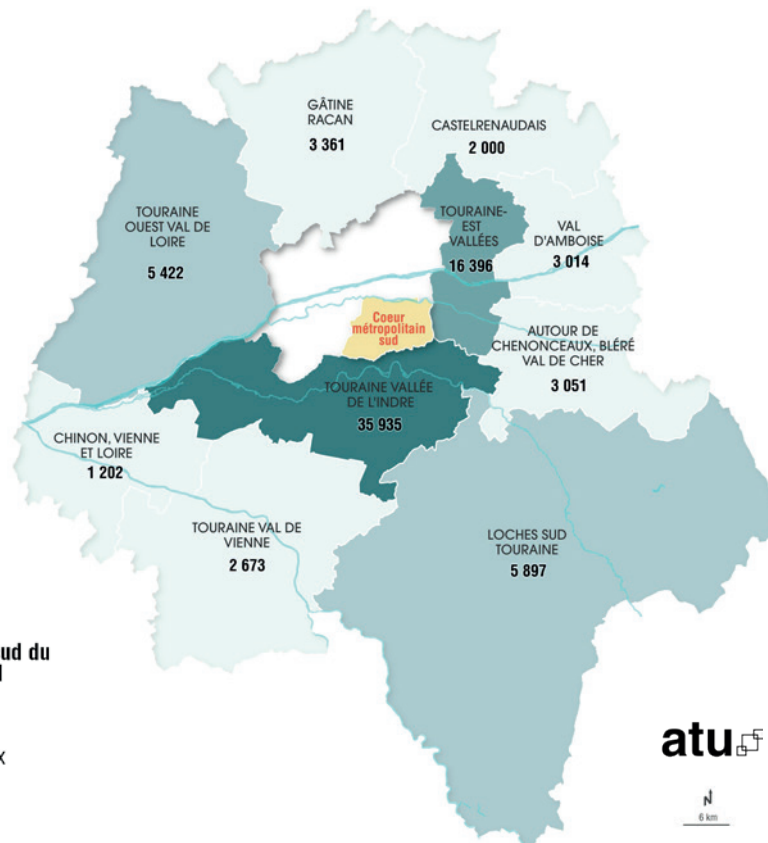 GÂTINE
RACAN
3 361
CASTELRENAUDAIS
2 000
TOURAINE
OUEST VAL DE
LOIRE
5 422
TOURAINE-
EST
VALLÉES
16 396
VAL
D'AMBOISE
3 014
Coeur
métropolitain
sud
AUTOUR DE
CHENONCEAUX, BLÉRÉ
VAL DE CHER
3 051
TOURAINE VALLÉE
DE L'INDRE
35 935
CHINON, VIENNE
ET LOIRE
1 202
TOURAINE VAL DE
VIENNE
2 673
LOCHES SUD
TOURAINE
5 897
ud du
atu
N
6 km